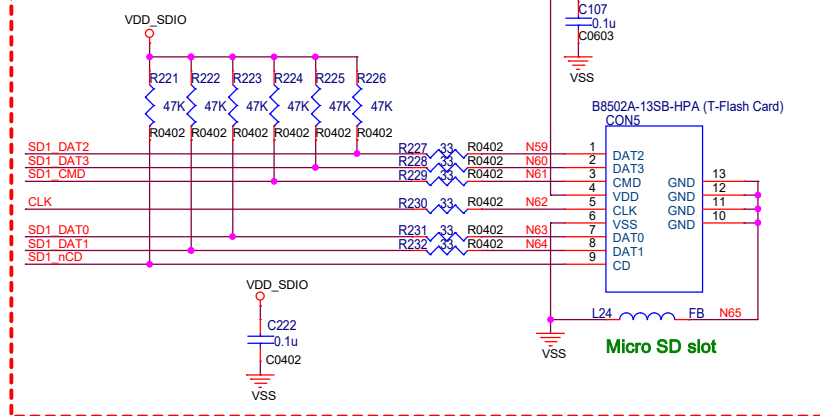 C107
0.1u
C0603
VSS
VDD_SDIO
R221 R222 R223 R224 R225 R226
47K 47K 47K 47K 47K 47K
R0402 R0402 R0402 R0402 R0402 R0402
B8502A-13SB-HPA (T-Flash Card)
CON5
SD1_DAT2 R227 33 R0402 N59 1 DAT2
SD1_DAT3 R228 33 R0402 N60 2 DAT3
SD1_CMD R229 33 R0402 N61 3 CMD GND 13
4 VDD GND 12
CLK R230 33 R0402 N62 5 CLK GND 11
6 VSS GND 10
SD1_DAT0 R231 33 R0402 N63 7 DAT0
SD1_DAT1 R232 33 R0402 N64 8 DAT1
SD1_nCD 9 CD
VDD_SDIO
C222
0.1u
C0402
VSS
L24 FB N65
VSS
Micro SD slot